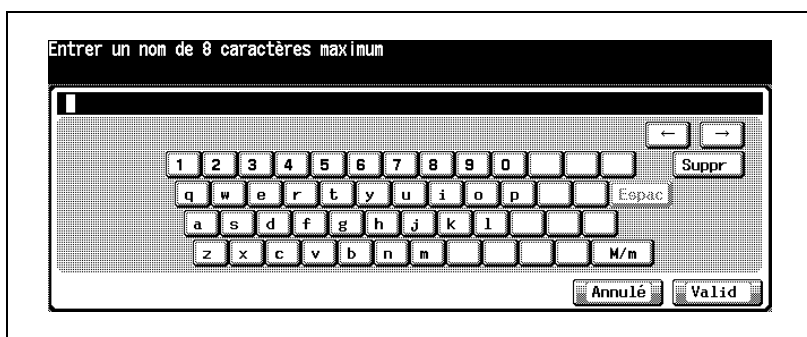 Entrer un nom de 8 caractères maximum
← →
1 2 3 4 5 6 7 8 9 0 Suppr
q w e r t y u i o p Espac
a s d f g h j k l
z x c v b n m M/m
Annulé Valid